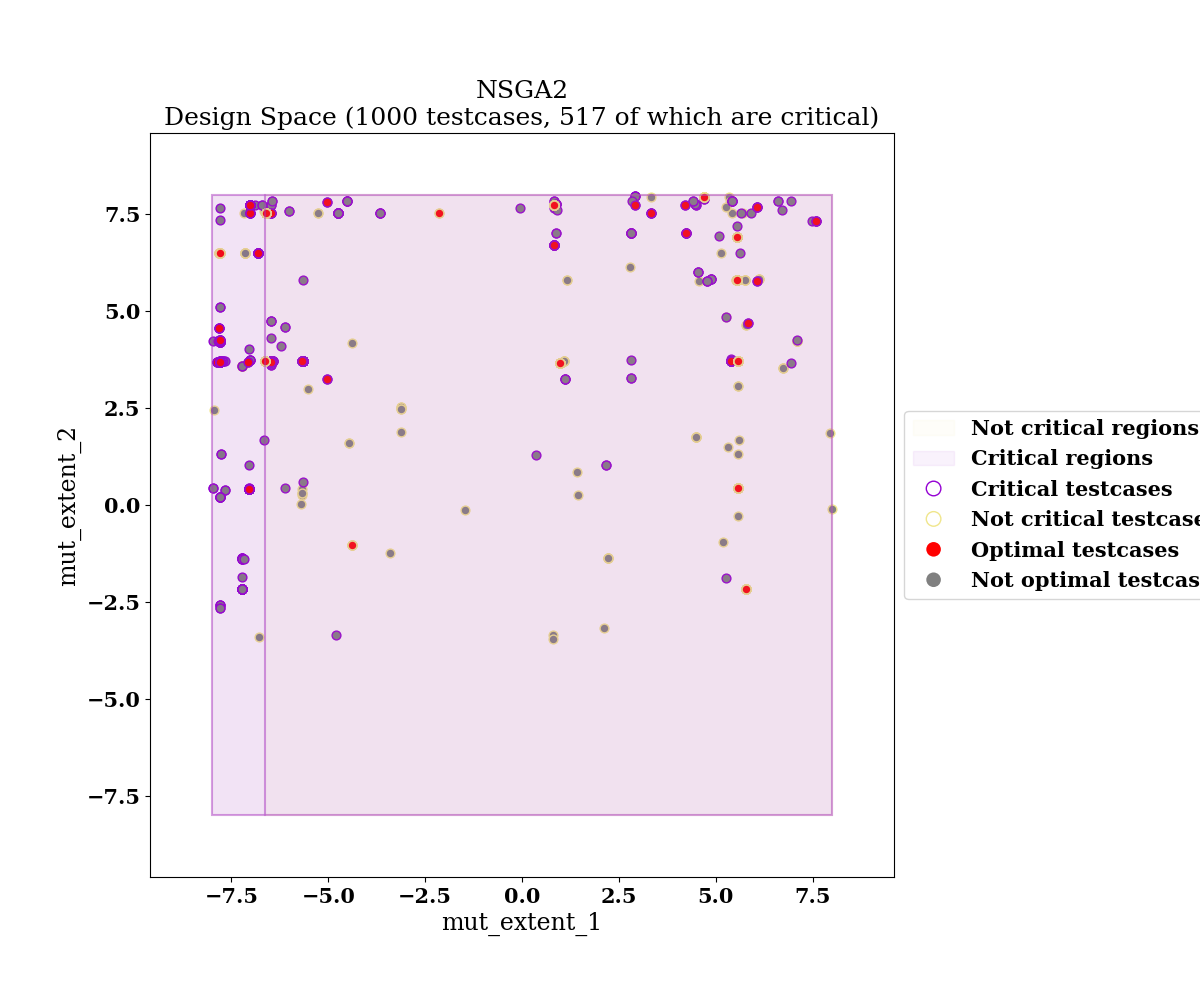 NSGA2
Design Space (1000 testcases, 517 of which are critical)
7.5
5.0
2.5
0.0
−2.5
−5.0
−7.5
mut_extent_2
−7.5 −5.0 −2.5 0.0 2.5 5.0 7.5
mut_extent_1
Not critical regions
Critical regions
Critical testcases
Not critical testcase
Optimal testcases
Not optimal testcas